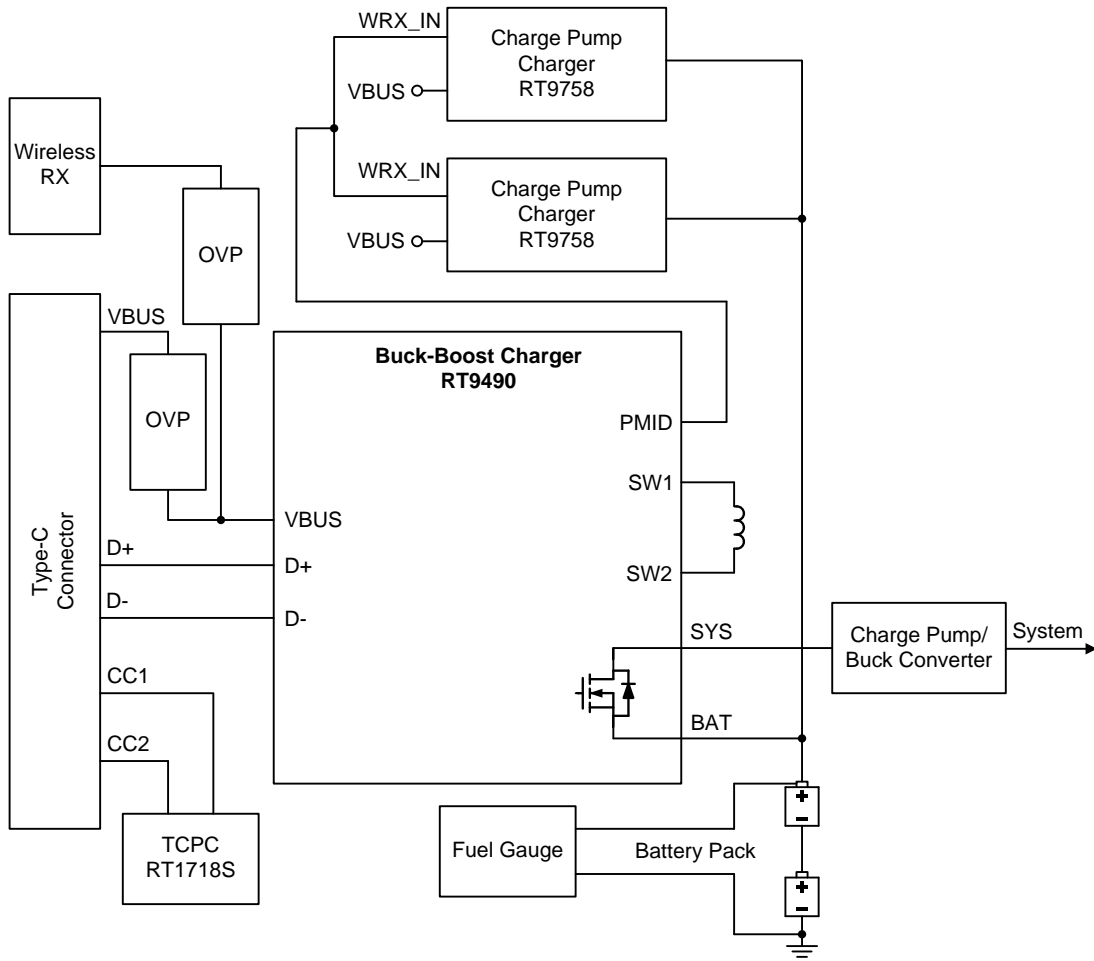 WRX_IN
Charge Pump
Charger
RT9758
VBUS
Wireless
RX
WRX_IN
Charge Pump
Charger
RT9758
VBUS
OVP
VBUS
OVP
Buck-Boost Charger
RT9490
PMID
SW1
SW2
VBUS
D+
D+
D-
D-
Type-C
Connector
SYS
Charge Pump/
Buck Converter
System
CC1
BAT
CC2
TCPC
RT1718S
Fuel Gauge
Battery Pack
+
-
+
-